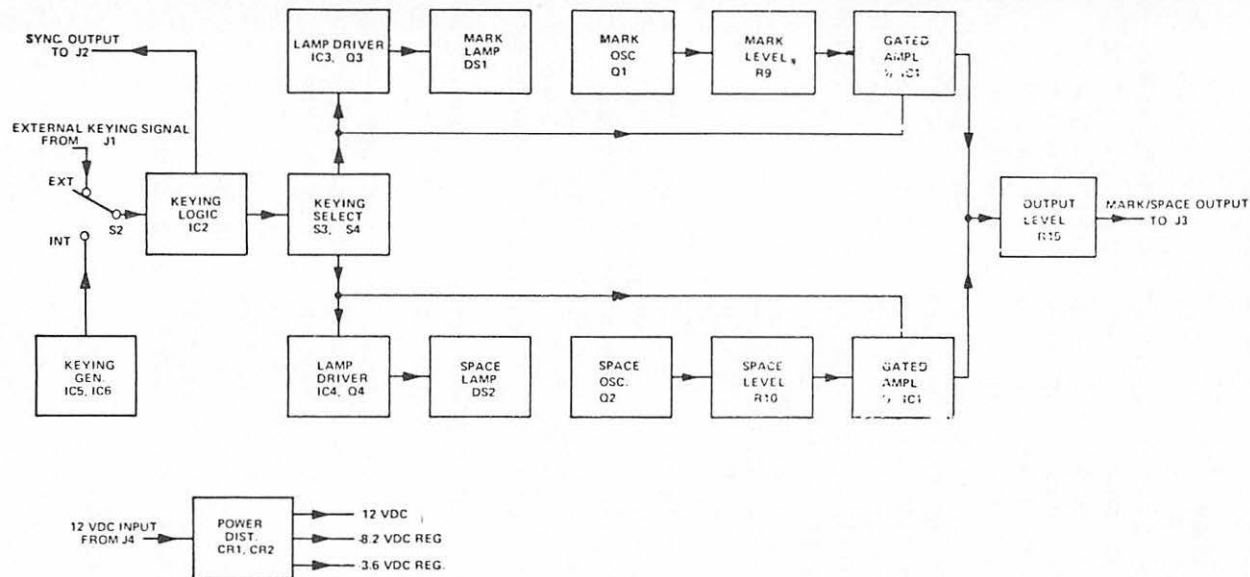 SYNC. OUTPUT
TO J2
EXTERNAL KEYING SIGNAL
FROM J1
EXT
INT
S2
KEYING
LOGIC
IC2
KEYING
SELECT
S3, S4
KEYING
GEN.
IC5, IC6
LAMP DRIVER
IC3, Q3
MARK
LAMP
DS1
MARK
OSC
Q1
MARK
LEVEL
R9
GATED
AMPL
IC1
LAMP
DRIVER
IC4, Q4
SPACE
LAMP
DS2
SPACE
OSC.
Q2
SPACE
LEVEL
R10
GATED
AMPL
IC1
OUTPUT
LEVEL
R15
MARK/SPACE OUTPUT
TO J3
12 VDC INPUT
FROM J4
POWER
DIST.
CR1, CR2
12 VDC
8.2 VDC REG
3.6 VDC REG.